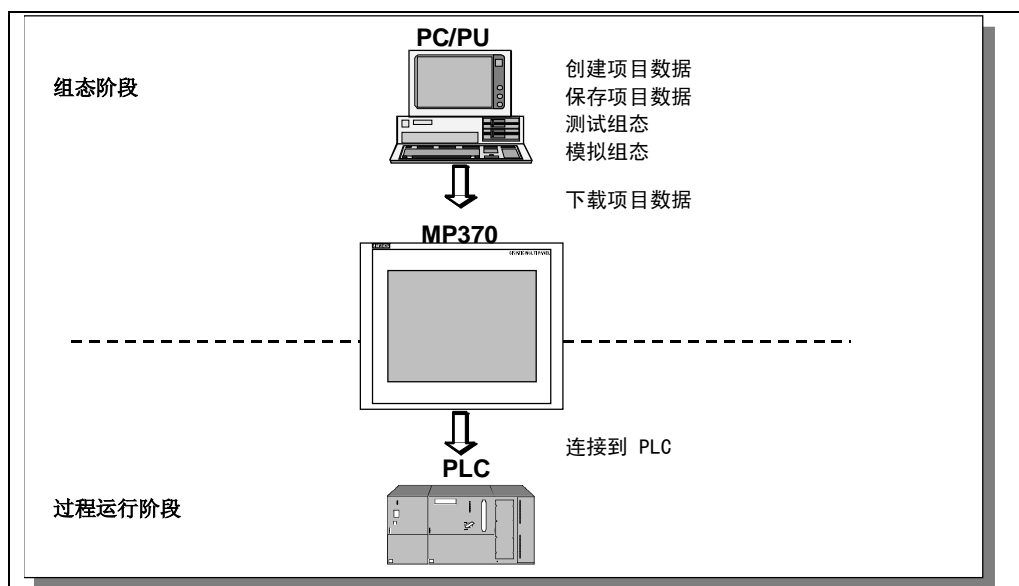 PC/PU
组态阶段
创建项目数据
保存项目数据
测试组态
模拟组态
下载项目数据
MP370
连接到 PLC
PLC
过程运行阶段